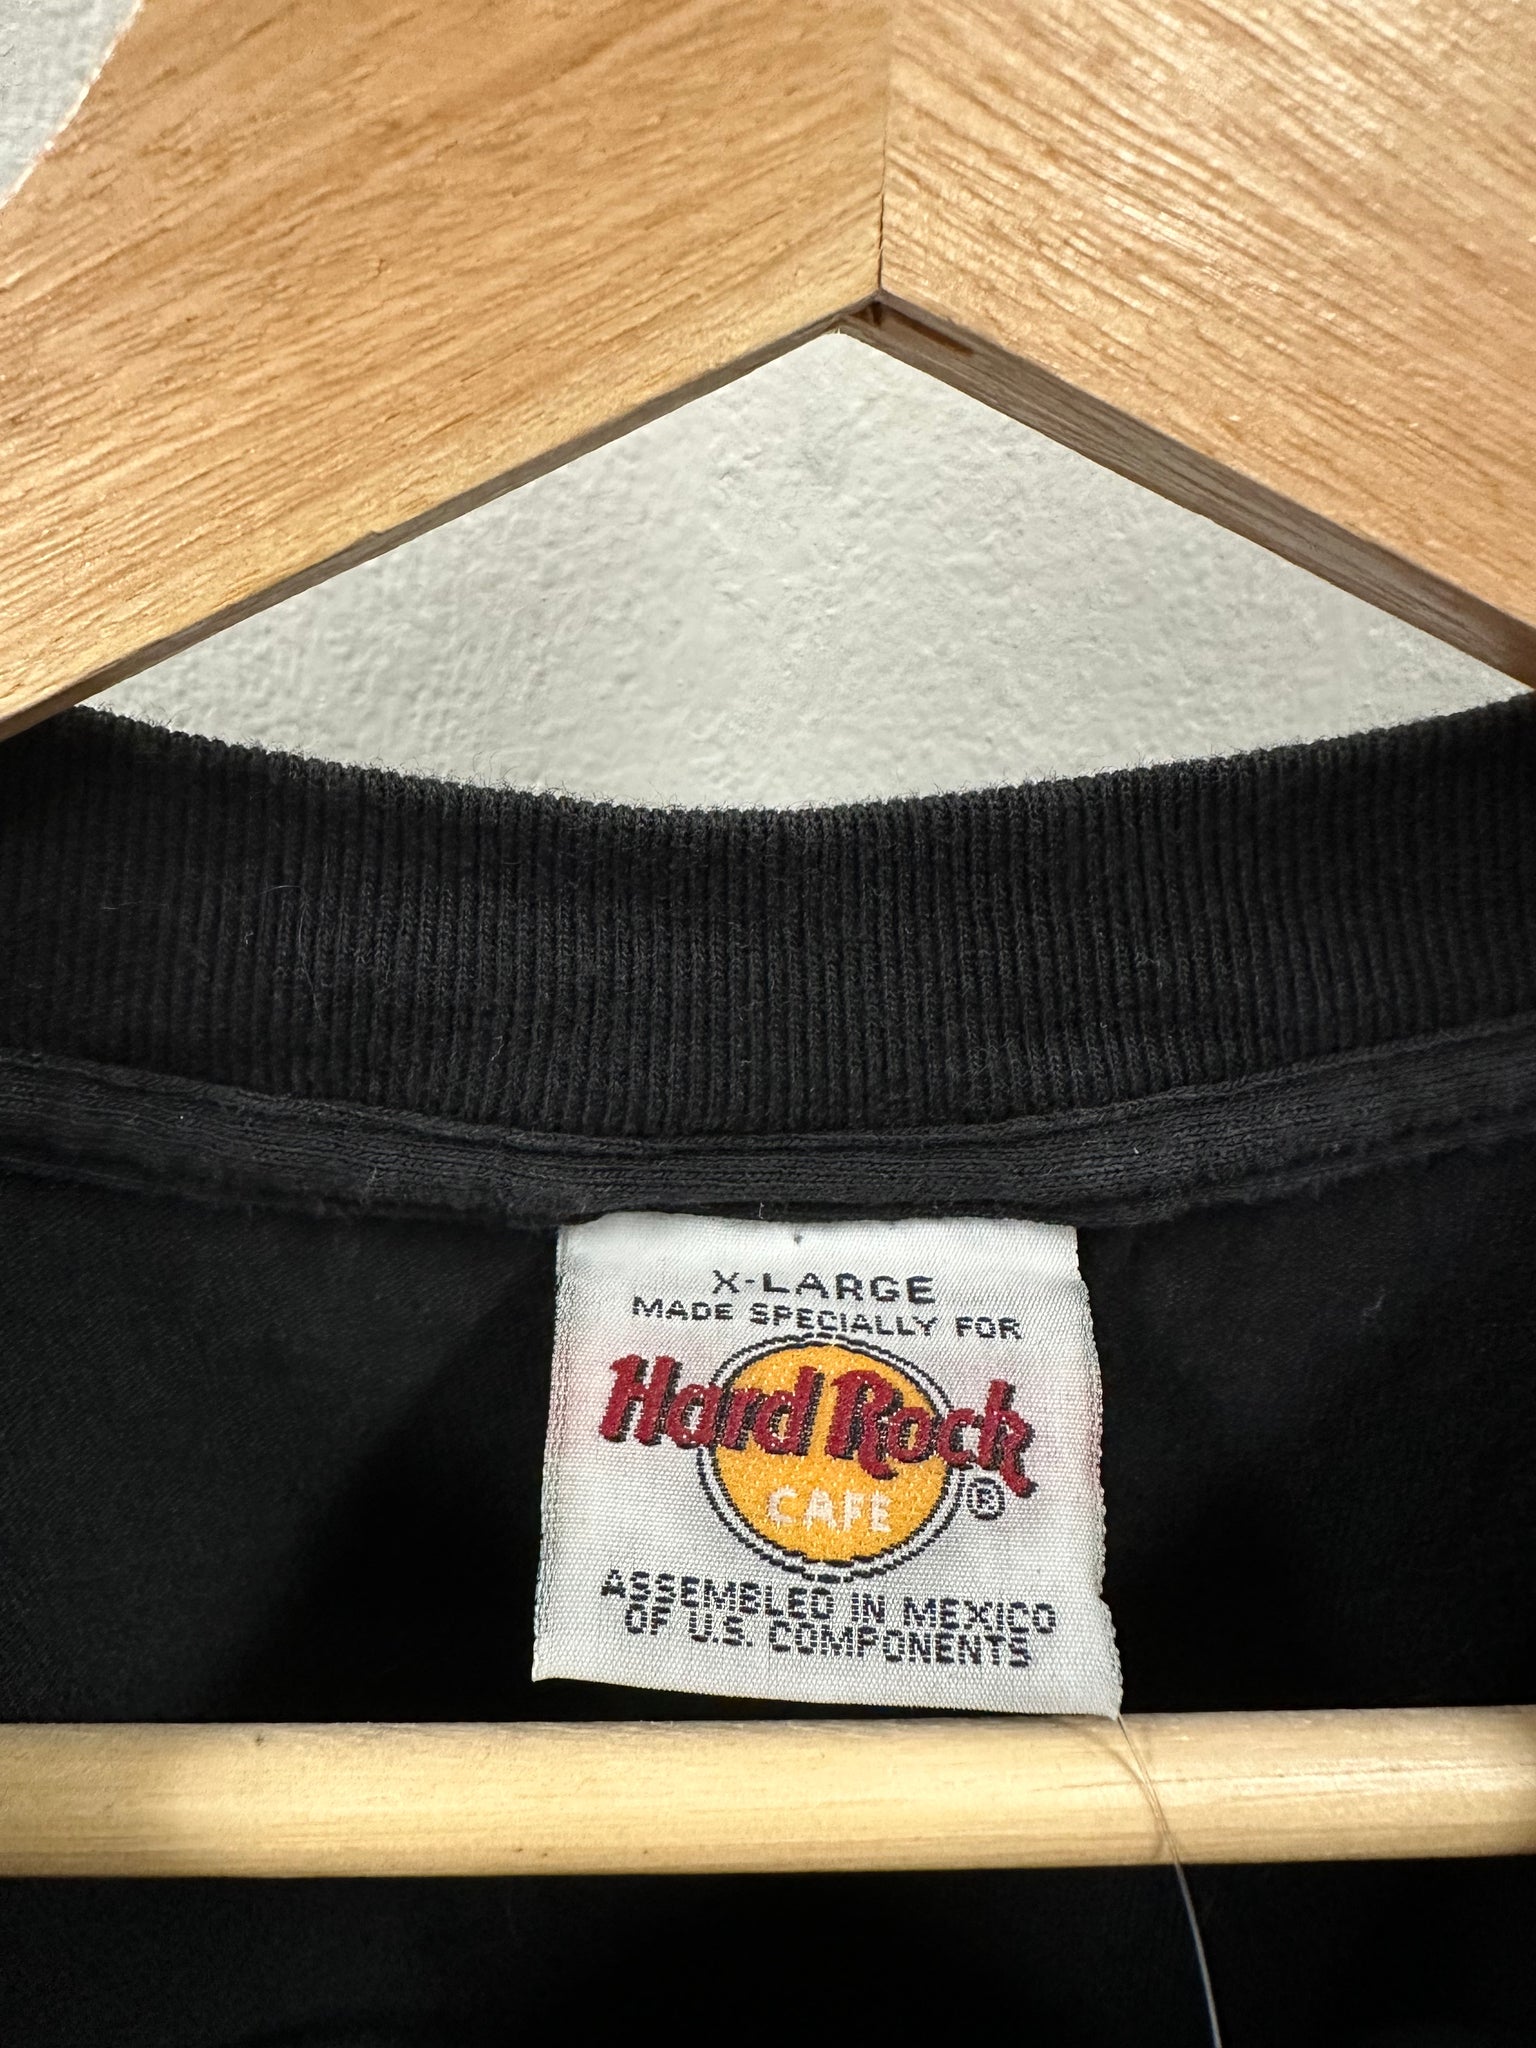 X-LARGE
MADE SPECIALLY FOR
Hard Rock
CAFE ®
ASSEMBLED IN MEXICO
OF U.S. COMPONENTS